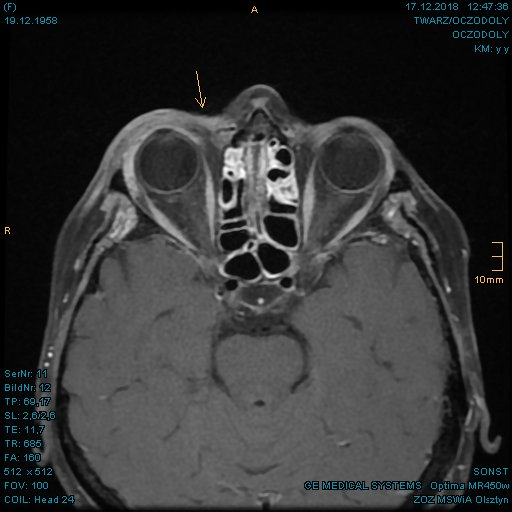 (F)
19.12.1958
A
17.12.2018 12:47:36
TWARZ/OCZODOLY
OCZODOLY
KM: y y
R
10mm
SerNr: 11
BildNr: 12
TP: 69,17
SL: 2,6/2,6
TE: 11,7
TR: 685
FA: 160
512 x 512
FOV: 100
COIL: Head 24
SONST
GE MEDICAL SYSTEMS Optima MR450w
ZOZ MSWiA Olsztyn